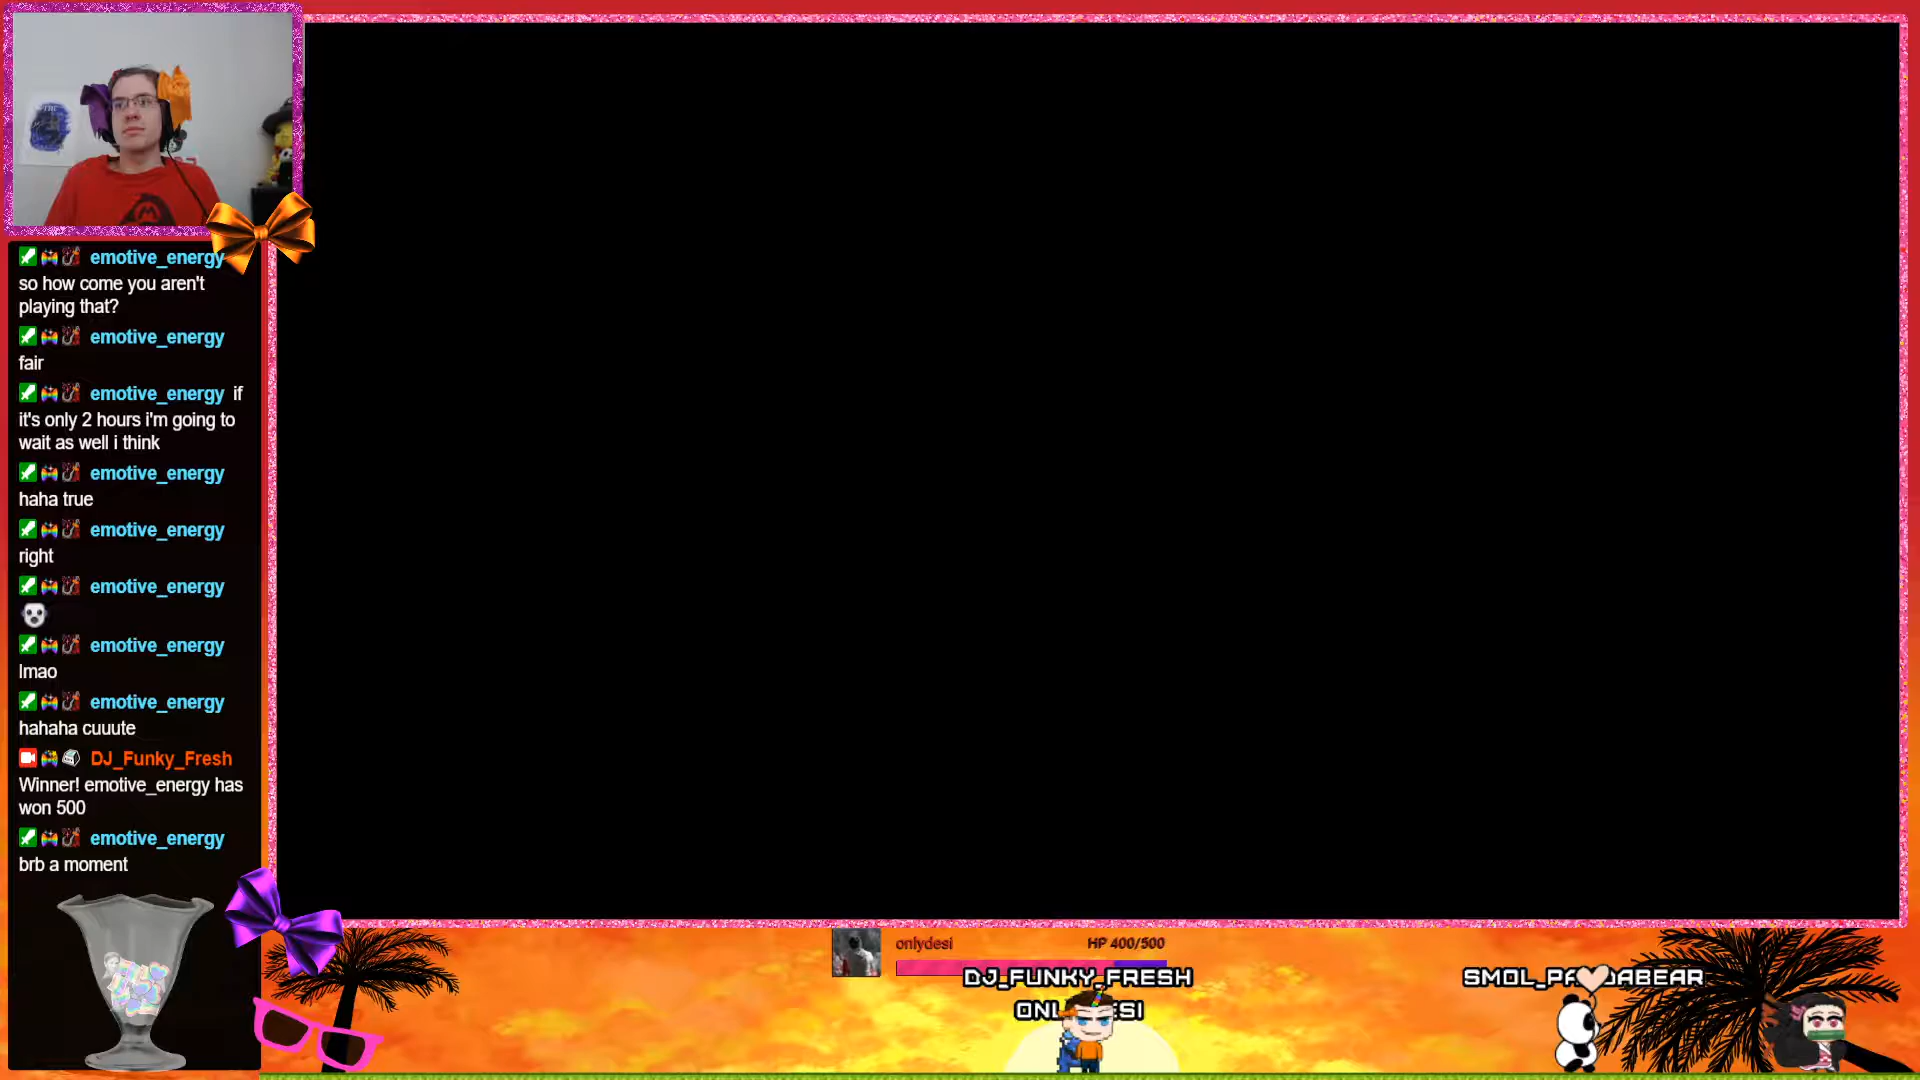 emotive_energy
so how come you aren't
playing that?
emotive_energy
fair
emotive_energy if
it's only 2 hours i'm going to
wait as well i think
emotive_energy
haha true
emotive_energy
right
emotive_energy
emotive_energy
lmao
emotive_energy
hahaha cuuute
DJ_Funky_Fresh
Winner! emotive_energy has
won 500
emotive_energy
brb a moment
onlydesi HP 400/500
DJ_FUNKY_FRESH
SMOL_PANDABEAR